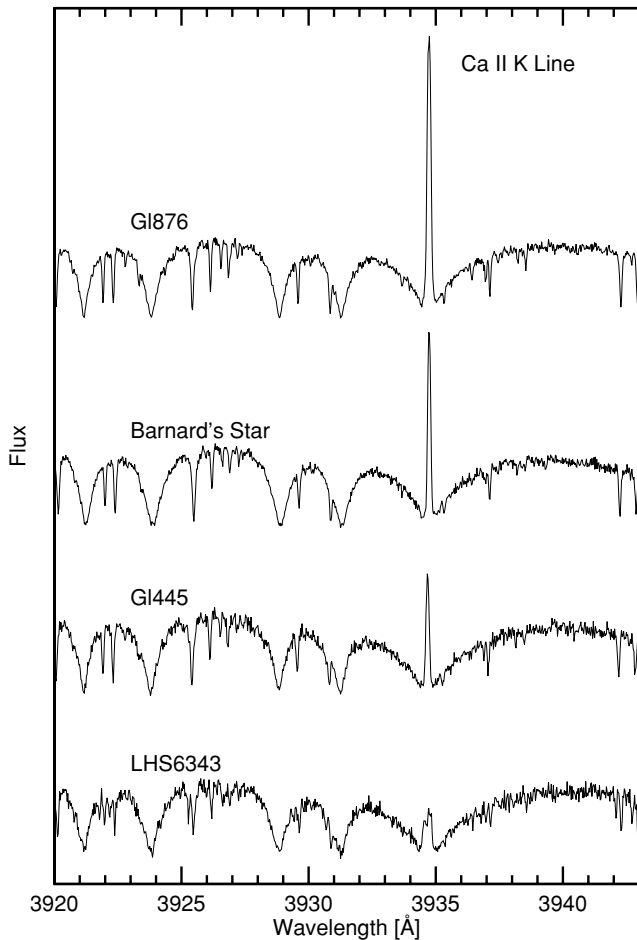 Ca II K Line
Gl876
Barnard's Star
Gl445
LHS6343
Flux
3920 3925 3930 3935 3940
Wavelength [Å]